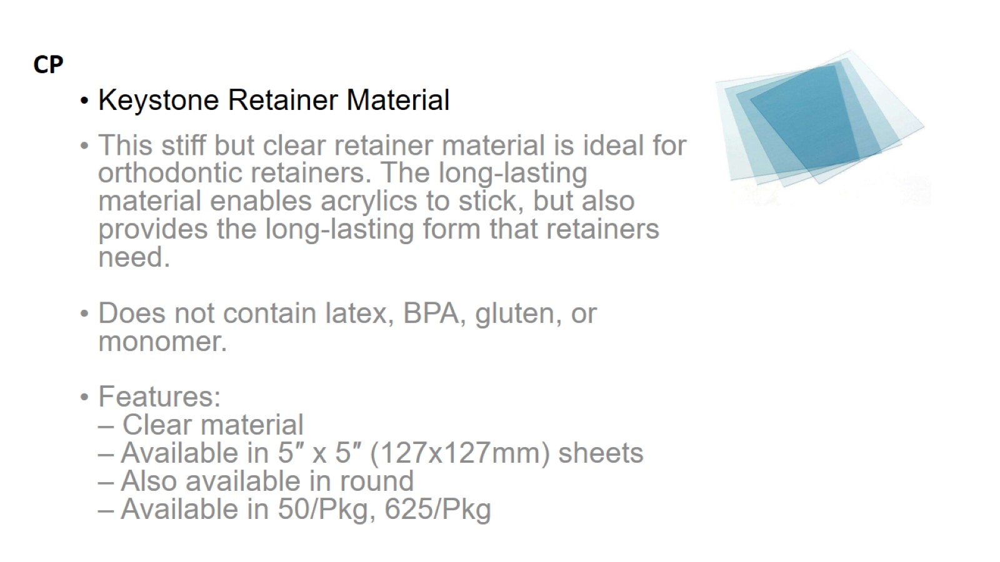 CP
• Keystone Retainer Material
• This stiff but clear retainer material is ideal for
orthodontic retainers. The long-lasting
material enables acrylics to stick, but also
provides the long-lasting form that retainers
need.
• Does not contain latex, BPA, gluten, or
monomer.
• Features:
– Clear material
– Available in 5″ x 5″ (127x127mm) sheets
– Also available in round
– Available in 50/Pkg, 625/Pkg